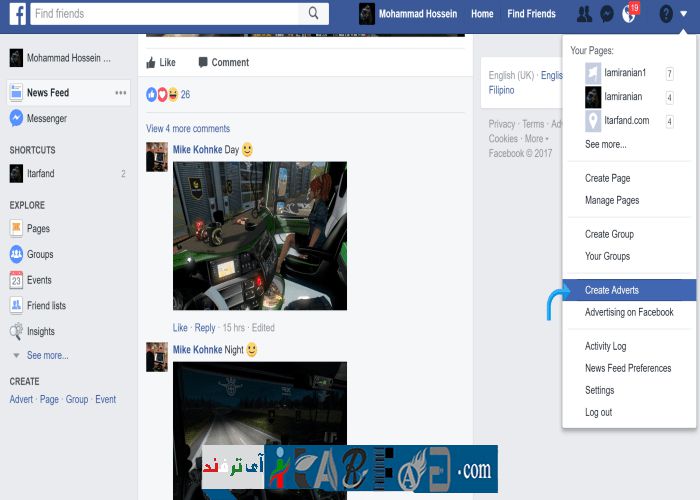 Find friends
Mohammad Hossein
Home
Find Friends
19
Mohammad Hossein ...
News Feed
Messenger
SHORTCUTS
Itarfand
2
EXPLORE
Pages
Groups
23
Events
Friend lists
Insights
See more...
CREATE
Advert · Page · Group · Event
Like
Comment
26
View 4 more comments
Mike Kohnke Day
Like · Reply · 15 hrs · Edited
Mike Kohnke Night
English (UK) · Englis
Filipino
Privacy · Terms · Adv
Cookies · More
Facebook © 2017
Your Pages:
Iamiranian1
7
Iamiranian
4
Itarfand.com
4
See more...
Create Page
Manage Pages
Create Group
Your Groups
Create Adverts
Advertising on Facebook
Activity Log
News Feed Preferences
Settings
Log out
آی ترفند
.com